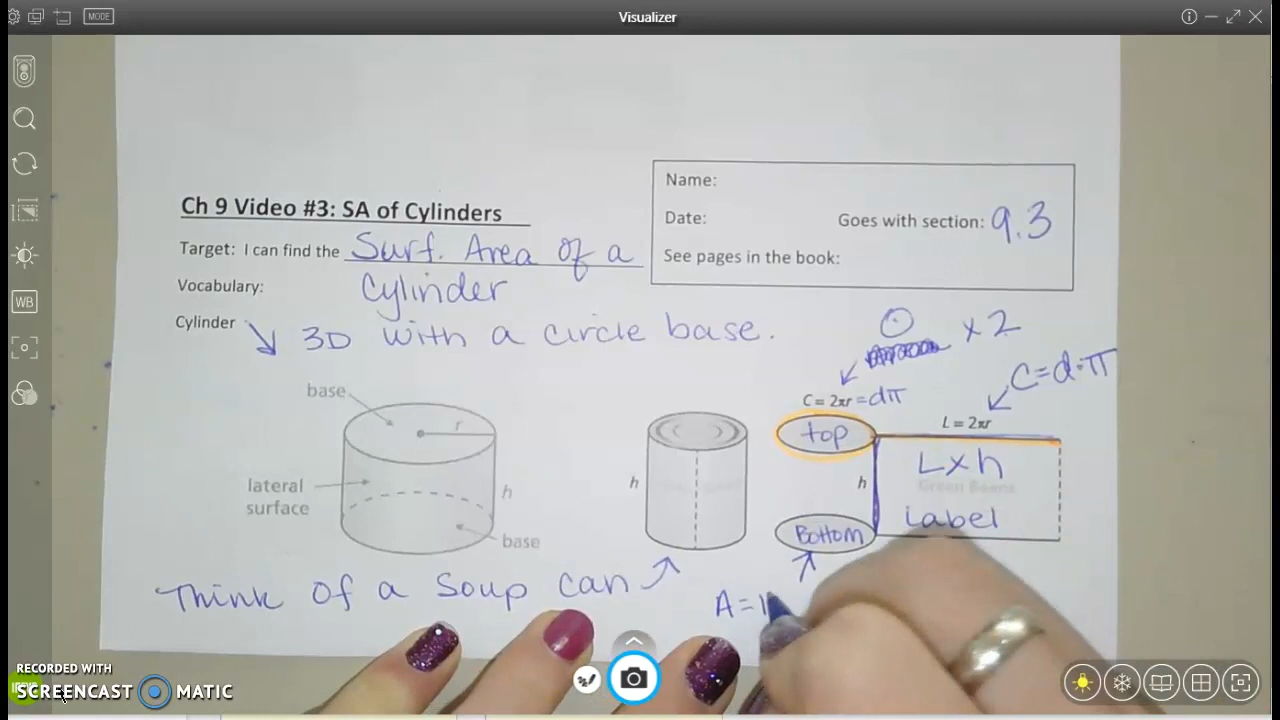 MODE
Visualizer
WB
Name:
Date:
Goes with section: 9.3
See pages in the book:
Ch 9 Video #3: SA of Cylinders
Target: I can find the Surf. Area of a
Vocabulary: Cylinder
Cylinder 3D with a circle base.
x 2
C = d·π
C = 2πr = dπ
L = 2πr
base
r
lateral
surface
h
base
h
top
h
L x h
Green Beans
Label
Bottom
Think of a Soup can
A =
RECORDED WITH
SCREENCAST MATIC